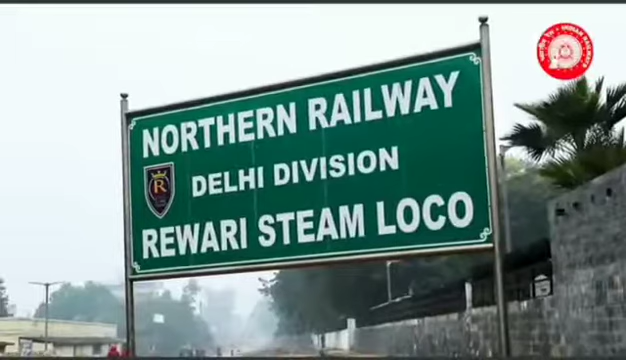 NORTHERN RAILWAY
DELHI DIVISION
R
REWARI STEAM LOCO